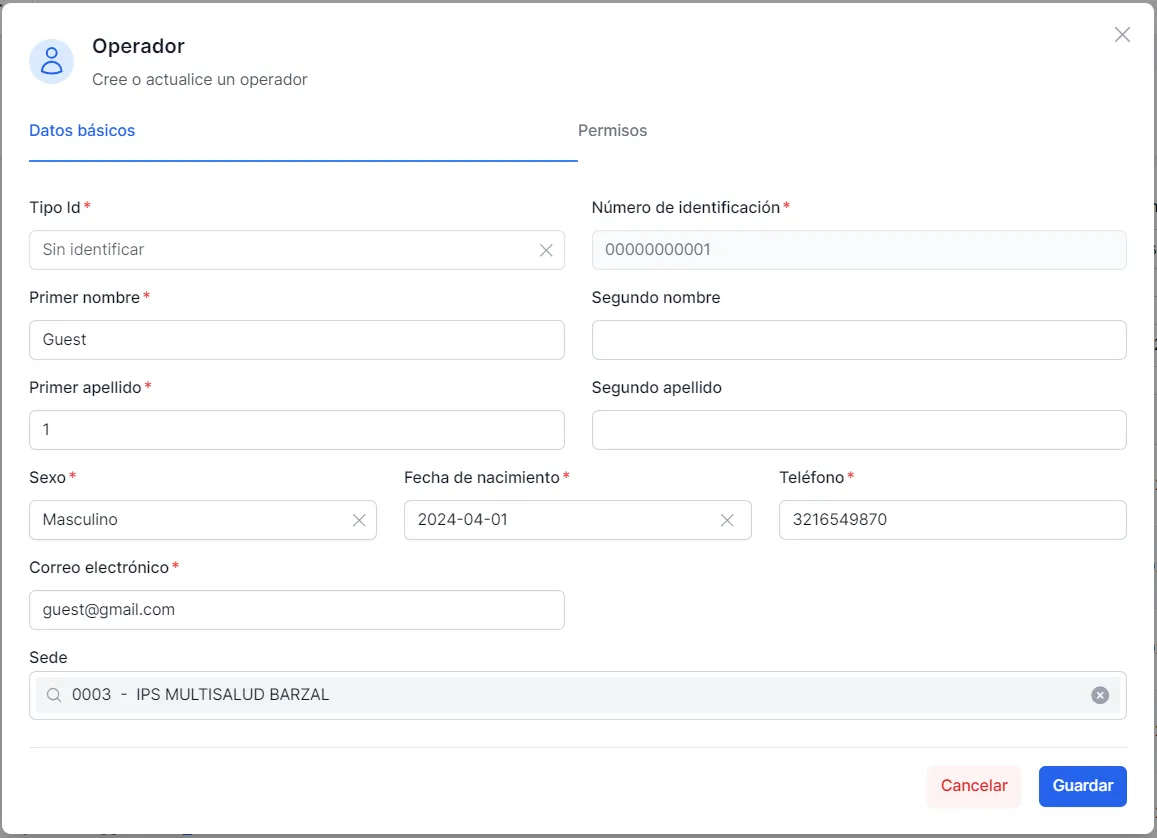 Operador
Cree o actualice un operador
Datos básicos Permisos
Tipo Id* Número de identificación*
Sin identificar 00000000001
Primer nombre* Segundo nombre
Guest
Primer apellido* Segundo apellido
1
Sexo* Fecha de nacimiento* Teléfono*
Masculino 2024-04-01 3216549870
Correo electrónico*
guest@gmail.com
Sede
0003 - IPS MULTISALUD BARZAL
Cancelar Guardar